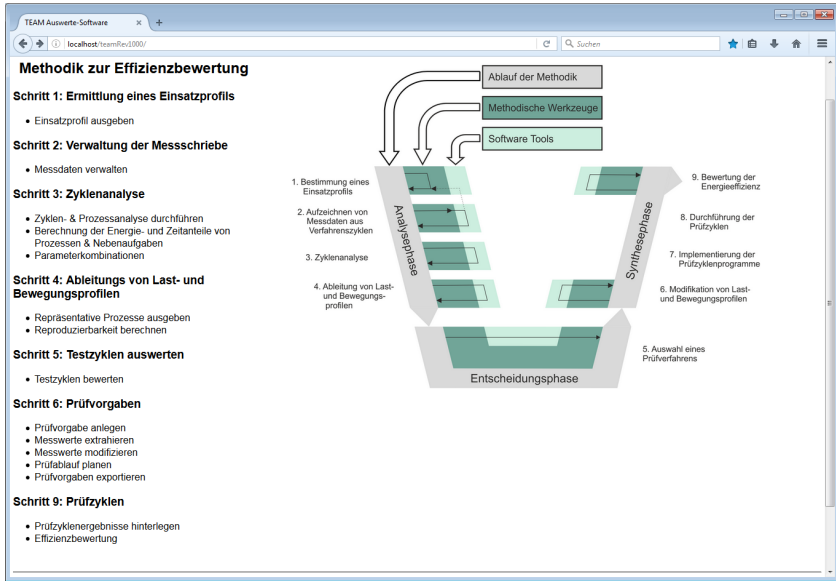 TEAM Auswerte-Software
localhost/teamRev1000/
Suchen
Methodik zur Effizienzbewertung
Schritt 1: Ermittlung eines Einsatzprofils
Einsatzprofil ausgeben
Schritt 2: Verwaltung der Messschriebe
Messdaten verwalten
Schritt 3: Zyklenanalyse
Zyklen- & Prozessanalyse durchführen
Berechnung der Energie- und Zeitanteile von
Prozessen & Nebenaufgaben
Parameterkombinationen
Schritt 4: Ableitungs von Last- und
Bewegungsprofilen
Repräsentative Prozesse ausgeben
Reproduzierbarkeit berechnen
Schritt 5: Testzyklen auswerten
Testzyklen bewerten
Schritt 6: Prüfvorgaben
Prüfvorgabe anlegen
Messwerte extrahieren
Messwerte modifizieren
Prüfablauf planen
Prüfvorgaben exportieren
Schritt 9: Prüfzyklen
Prüfzyklenergebnisse hinterlegen
Effizienzbewertung
Ablauf der Methodik
Methodische Werkzeuge
Software Tools
1. Bestimmung eines
Einsatzprofils
2. Aufzeichnen von
Messdaten aus
Verfahrenszyklen
3. Zyklenanalyse
4. Ableitung von Last-
und Bewegungs-
profilen
Analysephase
Entscheidungsphase
Synthesephase
9. Bewertung der
Energieeffizienz
8. Durchführung der
Prüfzyklen
7. Implementierung der
Prüfzyklenprogramme
6. Modifikation von Last-
und Bewegungsprofilen
5. Auswahl eines
Prüfverfahrens